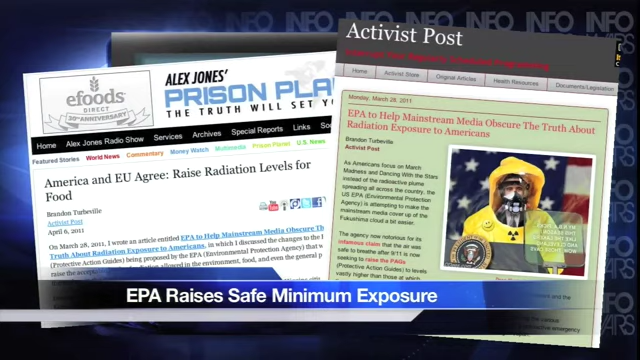 efoods
DIRECT
ALEX JONES'
PRISON PLAN
THE TRUTH WILL SET YO
Home Alex Jones Radio Show Services Archives Special Reports Links Soc
Featured Stories World News Commentary Money Watch Multimedia Prison Planet U.S. News
America and EU Agree: Raise Radiation Levels for
Food
Brandon Turbeville
Activist Post
April 6, 2011
On March 28, 2011, I wrote an article entitled EPA to Help Mainstream Media Obscure The
Truth About Radiation Exposure to Americans, in which I discussed the changes to the
(Protective Action Guides) being proposed by the EPA (Environmental Protection Agency) that w
Activist Post
Home Activist Store Original Articles Health Resources Documents/Legislation
Monday, March 28, 2011
EPA to Help Mainstream Media Obscure The Truth About
Radiation Exposure to Americans
Brandon Turbeville
Activist Post
As Americans focus on March
Madness and Dancing With the Stars
instead of the radioactive plume
spreading all across the country, the
US EPA (Environmental Protection
Agency) is attempting to make the
mainstream media cover up of the
Fukushima cloud a bit easier.
The agency now notorious for its
infamous claim that the air was
safe to breathe after 9/11 is now
seeking to raise the PAGs
(Protective Action Guides) to levels
vastly higher than those at which
EPA Raises Safe Minimum Exposure
INFO
WARS